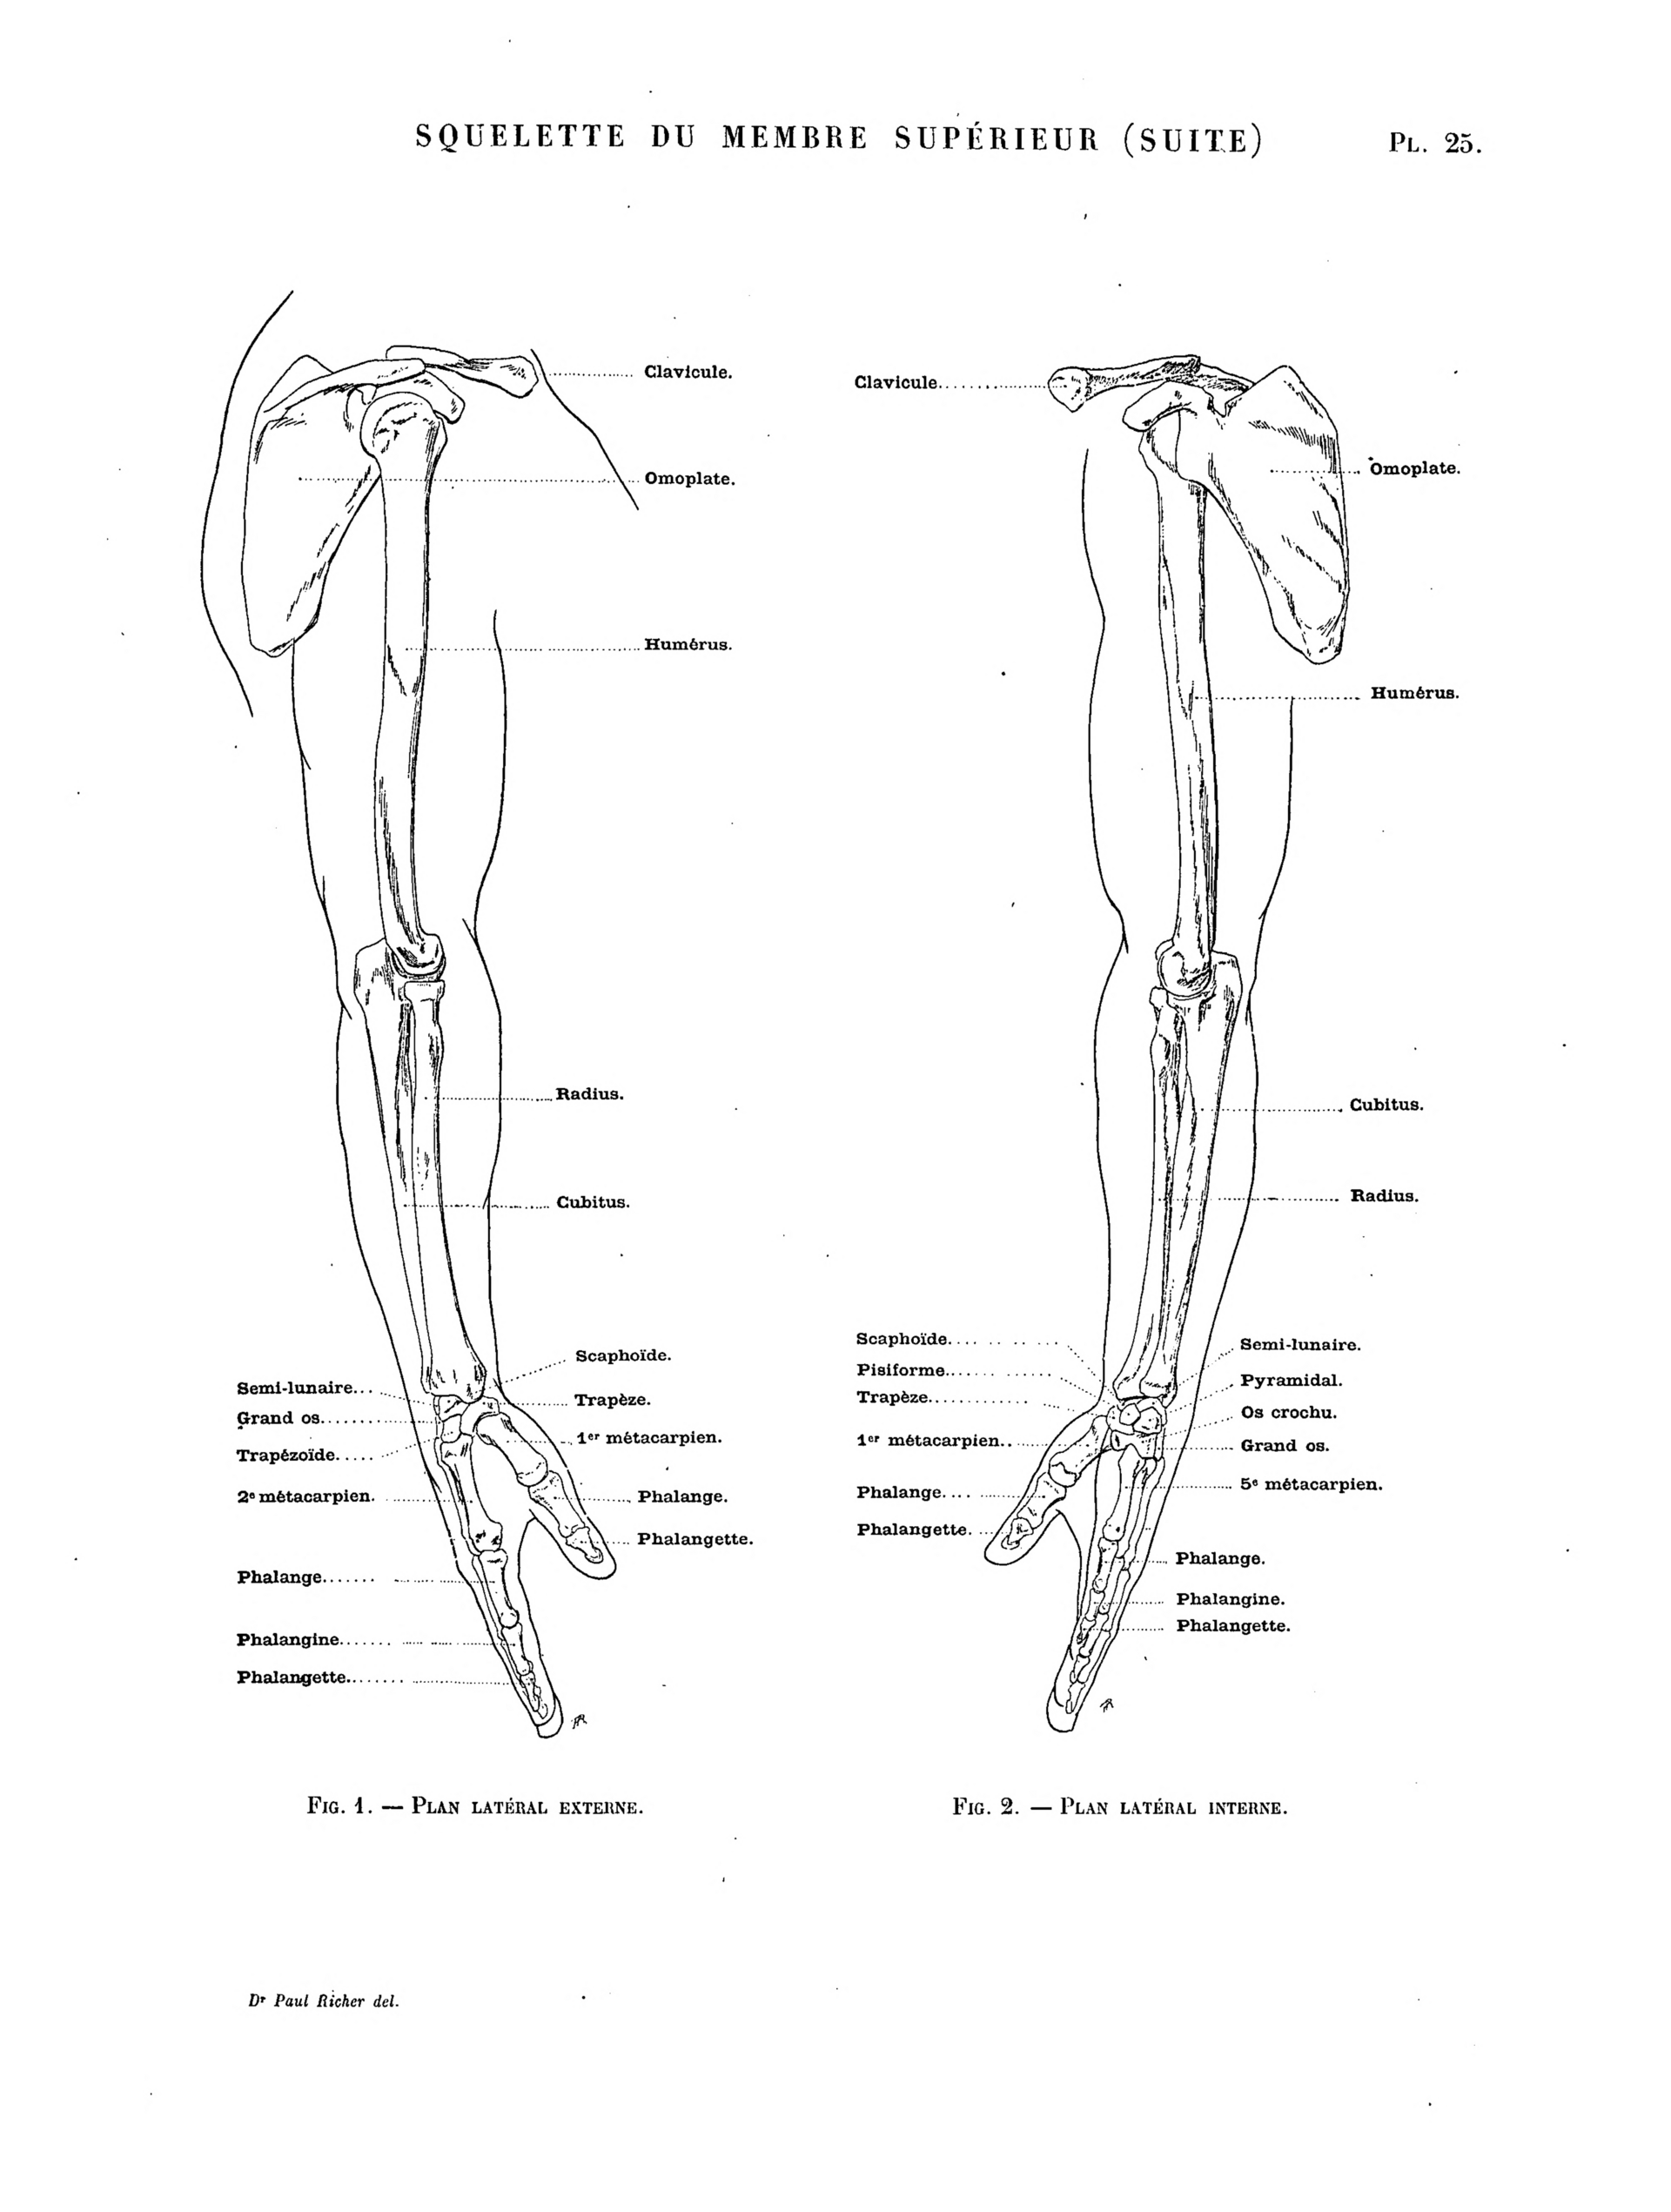 SQUELETTE DU MEMBRE SUPÉRIEUR (SUITE)
PL. 25.
Clavicule.
Omoplate.
Humérus.
Radius.
Cubitus.
Scaphoïde.
Trapèze.
1er métacarpien.
Phalange.
Phalangette.
Semi-lunaire...
Grand os........
Trapézoïde.....
2e métacarpien.
Phalange.......
Phalangine.......
Phalangette........
FIG. 1. — PLAN LATÉRAL EXTERNE.
Clavicule.
Omoplate.
Humérus.
Cubitus.
Radius.
Scaphoïde....
Pisiforme......
Trapèze.
1er métacarpien..
Phalange....
Phalangette.
Semi-lunaire.
Pyramidal.
Os crochu.
Grand os.
5e métacarpien.
Phalange.
Phalangine.
Phalangette.
FIG. 2. — PLAN LATÉRAL INTERNE.
Dr Paul Richer del.